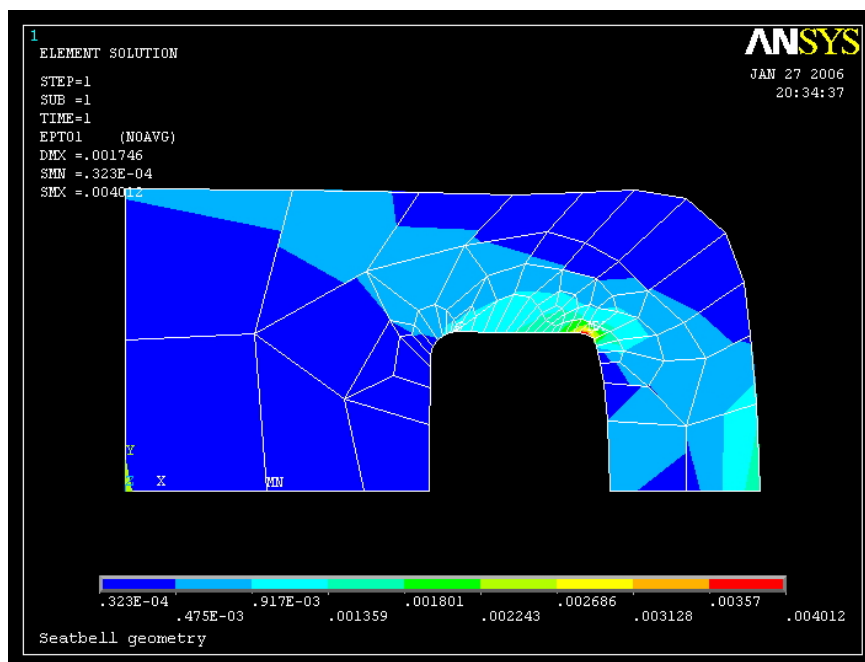 1
ELEMENT SOLUTION
STEP=1
SUB =1
TIME=1
EPTO1 (NOAVG)
DMX =.001746
SMN =.323E-04
SMX =.004012
ANSYS
JAN 27 2006
20:34:37
Y
Z X MN
.323E-04 .917E-03 .001801 .002686 .00357
.475E-03 .001359 .002243 .003128 .004012
Seatbell geometry